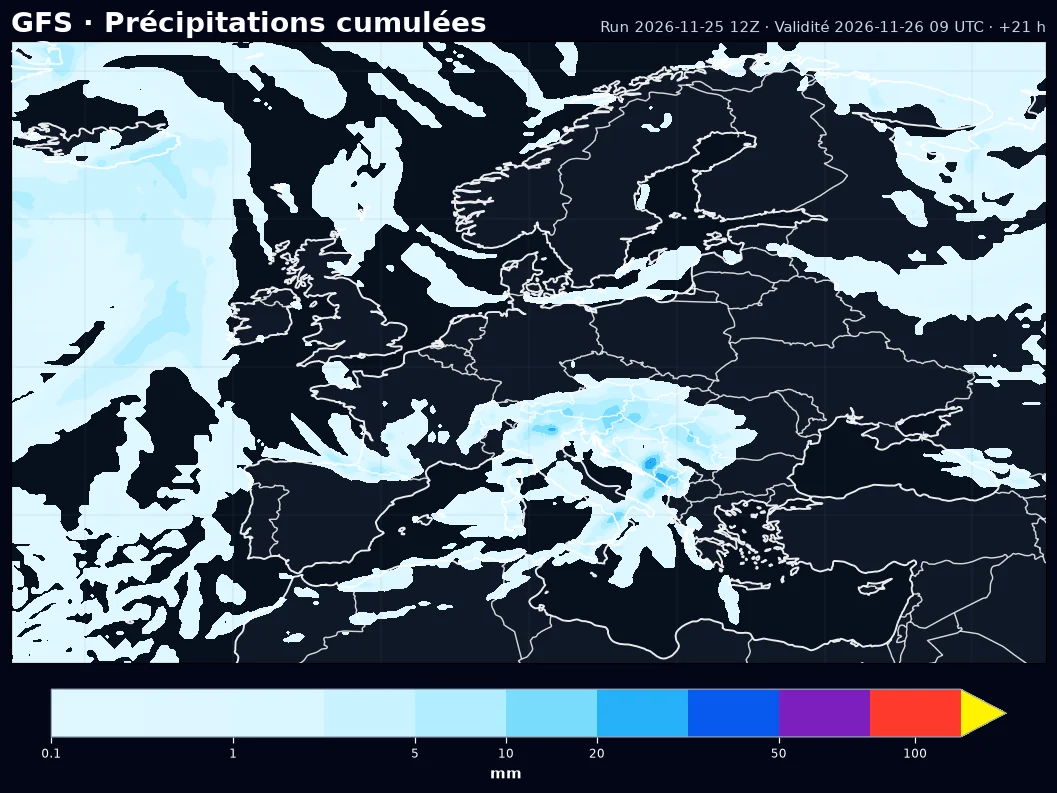 GFS · Précipitations cumulées
Run 2026-11-25 12Z · Validité 2026-11-26 09 UTC · +21 h
0.1 1 5 10 20 50 100
mm